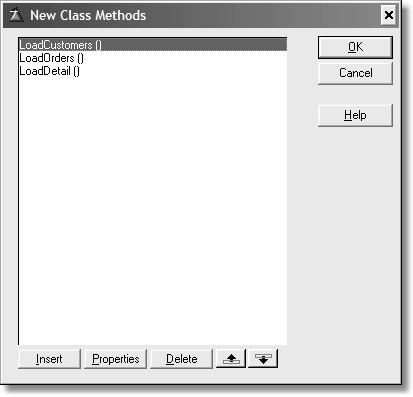 New Class Methods
LoadCustomers ()
LoadOrders ()
LoadDetail ()
OK
Cancel
Help
Insert
Properties
Delete